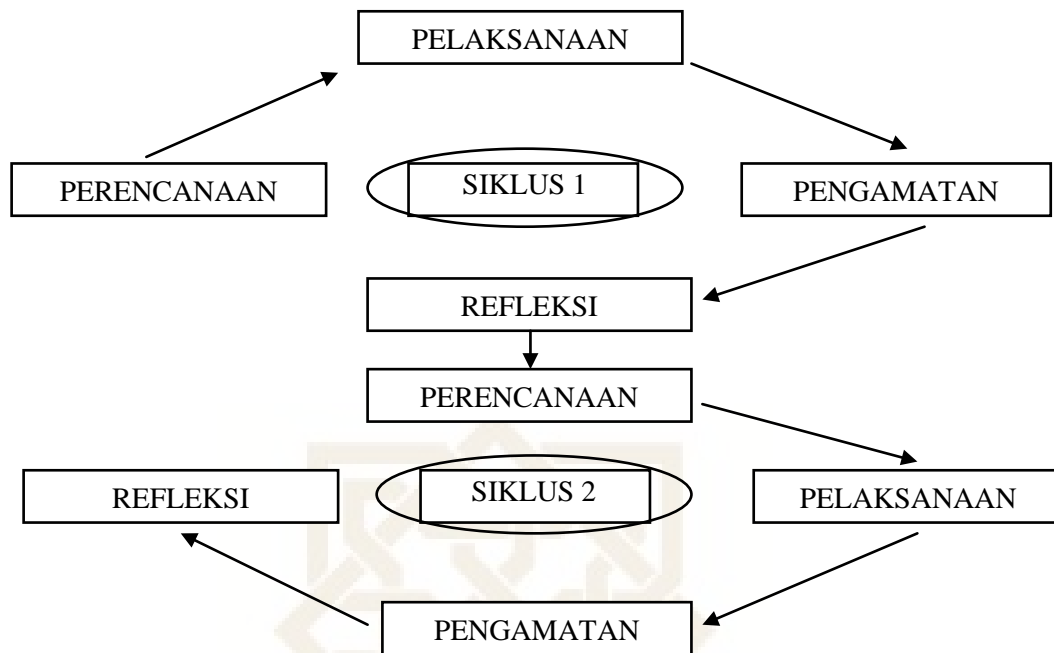 PELAKSANAAN
PERENCANAAN
SIKLUS 1
PENGAMATAN
REFLEKSI
PERENCANAAN
REFLEKSI
SIKLUS 2
PELAKSANAAN
PENGAMATAN